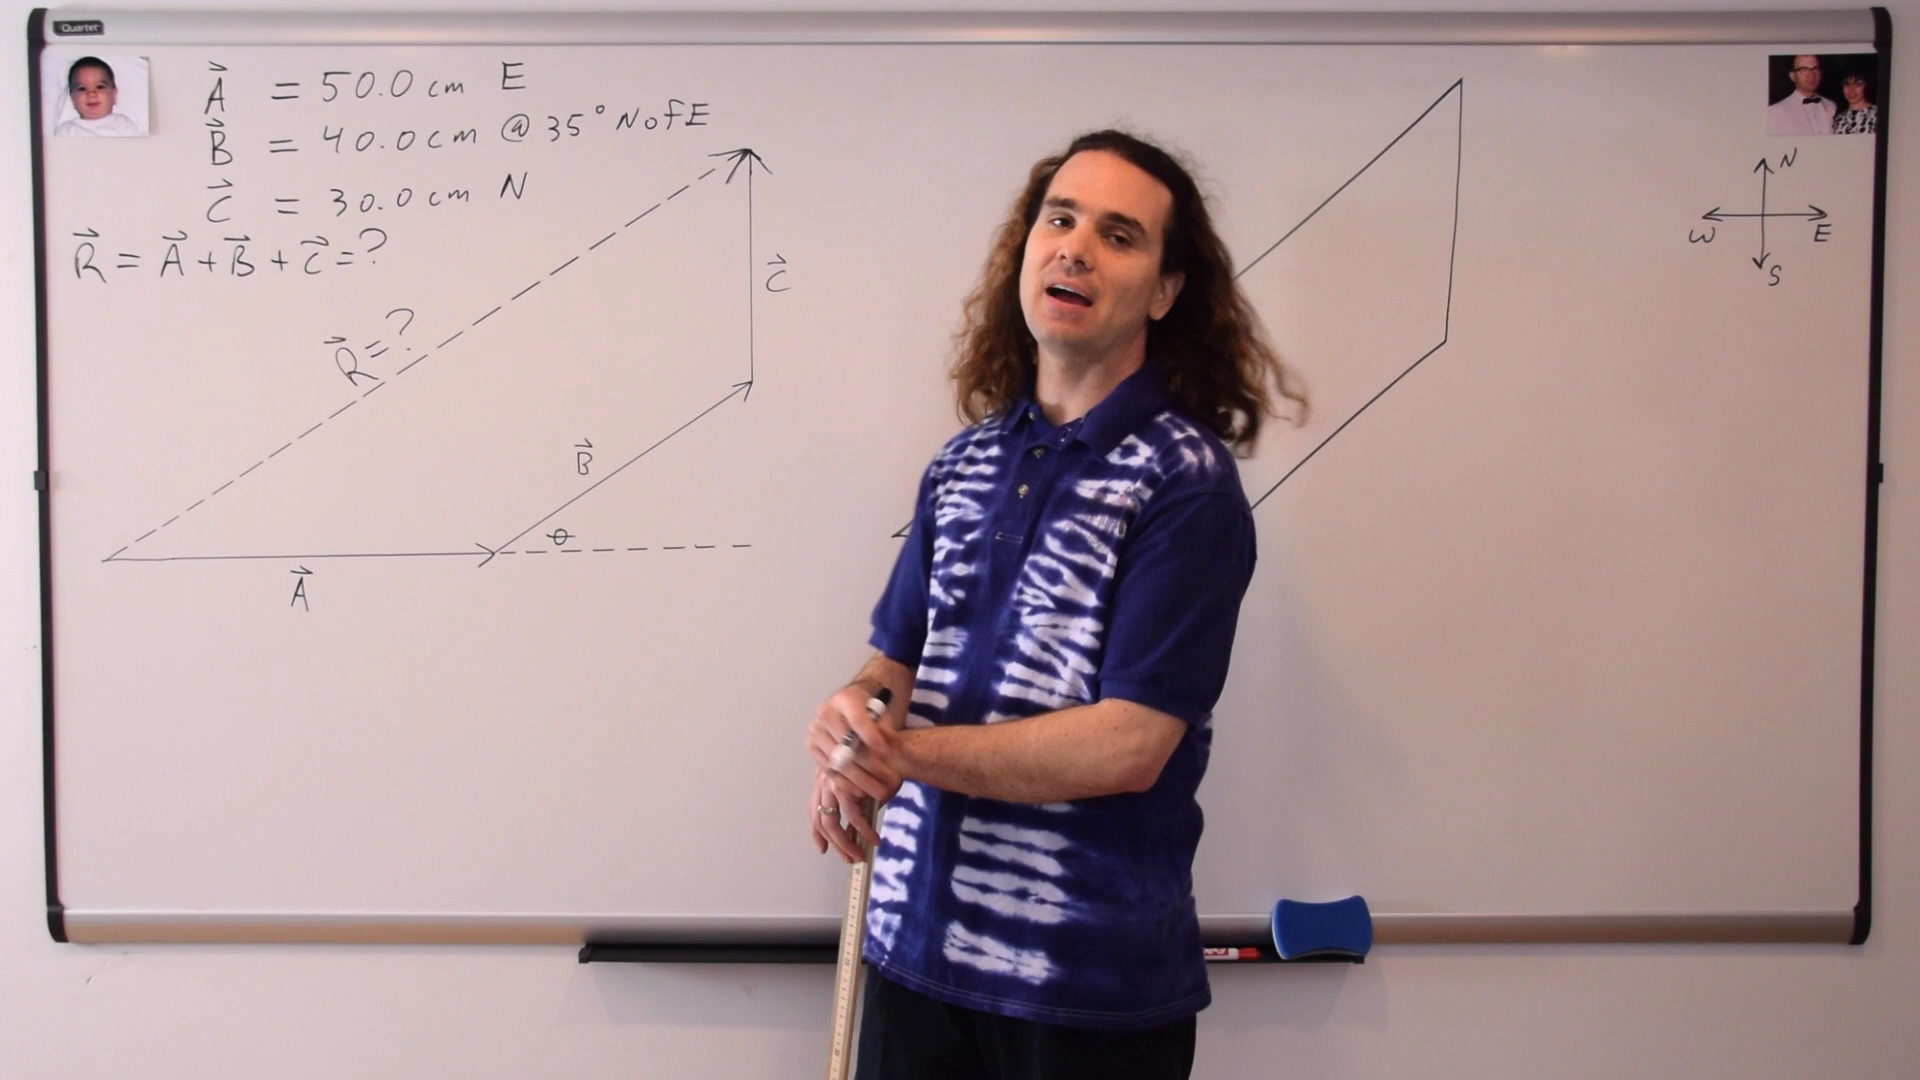 Quartet
A⃗ = 50.0 cm E
B⃗ = 40.0 cm @ 35° N of E
C⃗ = 30.0 cm N
R⃗ = A⃗ + B⃗ + C⃗ = ?
R⃗ = ?
C⃗
B⃗
θ
A⃗
N
W E
S